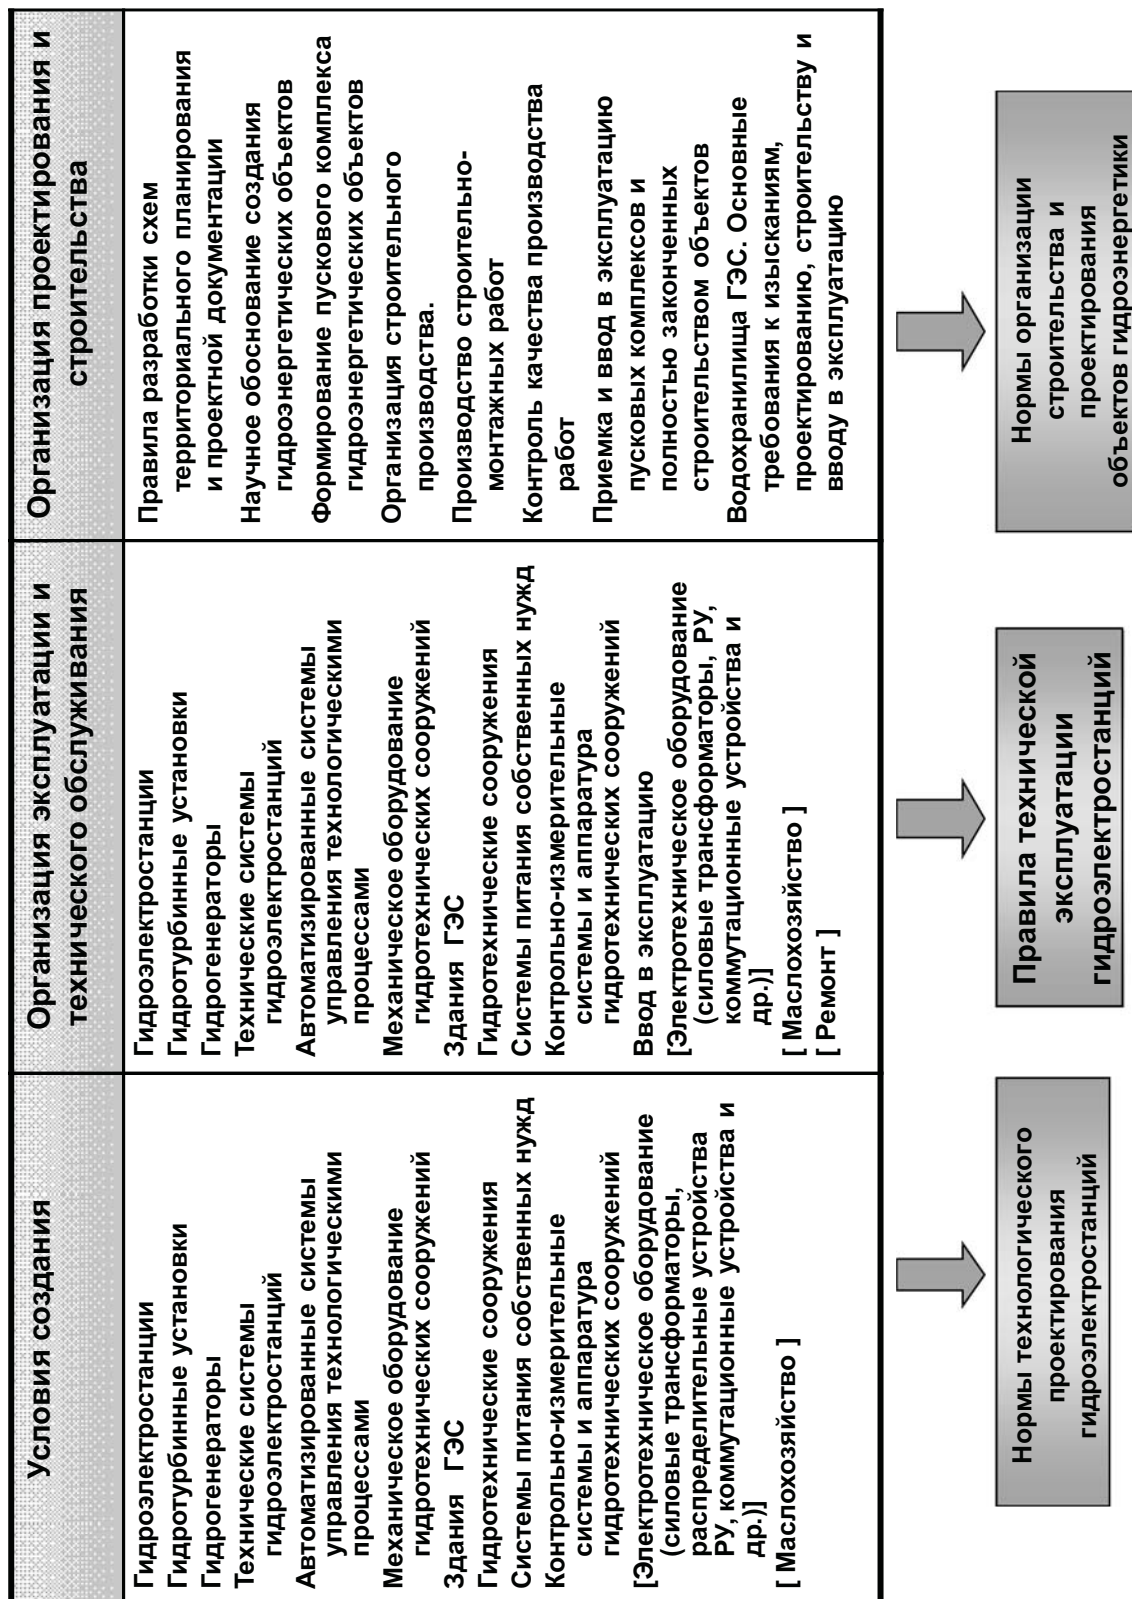 Условия создания
Гидроэлектростанции
Гидротурбинные установки
Гидрогенераторы
Технические системы
гидроэлектростанций
Автоматизированные системы
управления технологическими
процессами
Механическое оборудование
гидротехнических сооружений
Здания ГЭС
Гидротехнические сооружения
Системы питания собственных нужд
Контрольно-измерительные
системы и аппаратура
гидротехнических сооружений
[Электротехническое оборудование
(силовые трансформаторы,
распределительные устройства
РУ, коммутационные устройства и
др.)]
[ Маслохозяйство ]
Организация эксплуатации и
технического обслуживания
Гидроэлектростанции
Гидротурбинные установки
Гидрогенераторы
Технические системы
гидроэлектростанций
Автоматизированные системы
управления технологическими
процессами
Механическое оборудование
гидротехнических сооружений
Здания ГЭС
Гидротехнические сооружения
Системы питания собственных нужд
Контрольно-измерительные
системы и аппаратура
гидротехнических сооружений
Ввод в эксплуатацию
[Электротехническое оборудование
(силовые трансформаторы, РУ,
коммутационные устройства и
др.)]
[ Маслохозяйство ]
[ Ремонт ]
Организация проектирования и
строительства
Правила разработки схем
территориального планирования
и проектной документации
Научное обоснование создания
гидроэнергетических объектов
Формирование пускового комплекса
гидроэнергетических объектов
Организация строительного
производства.
Производство строительно-
монтажных работ
Контроль качества производства
работ
Приемка и ввод в эксплуатацию
пусковых комплексов и
полностью законченных
строительством объектов
Водохранилища ГЭС. Основные
требования к изысканиям,
проектированию, строительству и
вводу в эксплуатацию
Нормы технологического
проектирования
гидроэлектростанций
Правила технической
эксплуатации
гидроэлектростанций
Нормы организации
строительства и
проектирования
объектов гидроэнергетики